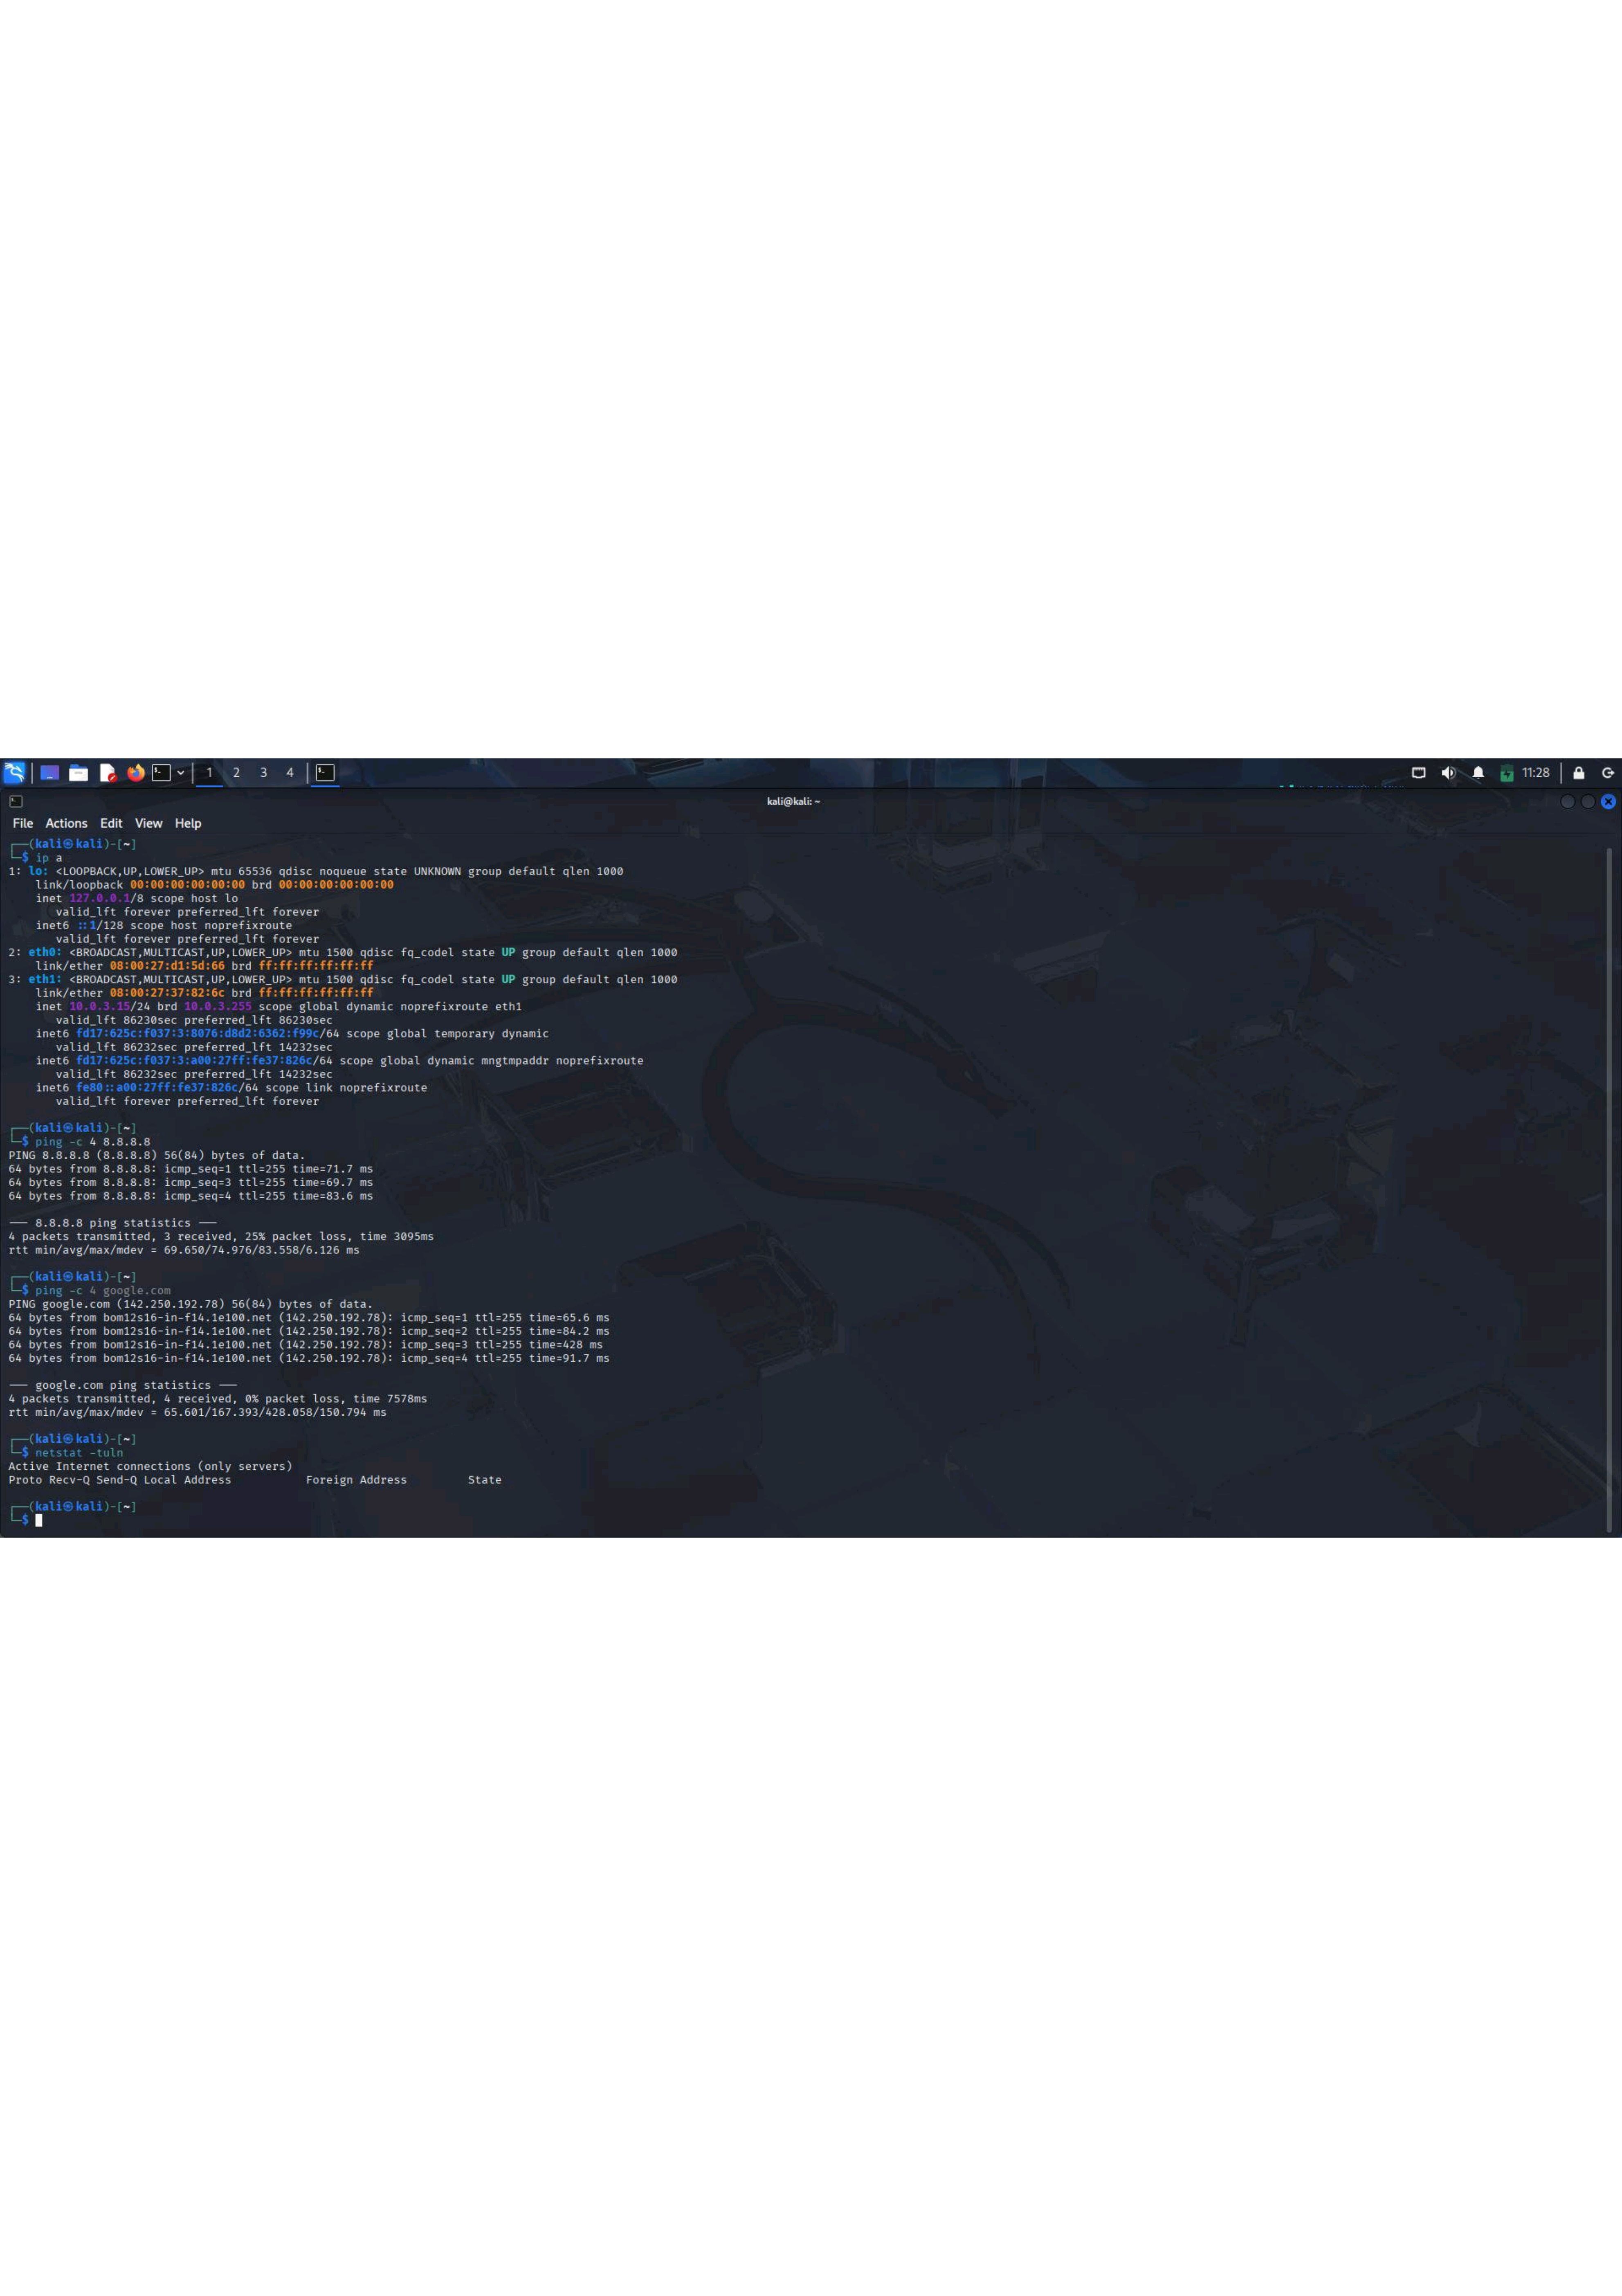 1 2 3 4 11:28
kali@kali: ~
File Actions Edit View Help
┌──(kali㉿kali)-[~]
└─$ ip a
1: lo: <LOOPBACK,UP,LOWER_UP> mtu 65536 qdisc noqueue state UNKNOWN group default qlen 1000
    link/loopback 00:00:00:00:00:00 brd 00:00:00:00:00:00
    inet 127.0.0.1/8 scope host lo
       valid_lft forever preferred_lft forever
    inet6 ::1/128 scope host noprefixroute
       valid_lft forever preferred_lft forever
2: eth0: <BROADCAST,MULTICAST,UP,LOWER_UP> mtu 1500 qdisc fq_codel state UP group default qlen 1000
    link/ether 08:00:27:d1:5d:66 brd ff:ff:ff:ff:ff:ff
3: eth1: <BROADCAST,MULTICAST,UP,LOWER_UP> mtu 1500 qdisc fq_codel state UP group default qlen 1000
    link/ether 08:00:27:37:82:6c brd ff:ff:ff:ff:ff:ff
    inet 10.0.3.15/24 brd 10.0.3.255 scope global dynamic noprefixroute eth1
       valid_lft 86230sec preferred_lft 86230sec
    inet6 fd17:625c:f037:3:8076:d8d2:6362:f99c/64 scope global temporary dynamic
       valid_lft 86232sec preferred_lft 14232sec
    inet6 fd17:625c:f037:3:a00:27ff:fe37:826c/64 scope global dynamic mngtmpaddr noprefixroute
       valid_lft 86232sec preferred_lft 14232sec
    inet6 fe80::a00:27ff:fe37:826c/64 scope link noprefixroute
       valid_lft forever preferred_lft forever
┌──(kali㉿kali)-[~]
└─$ ping -c 4 8.8.8.8
PING 8.8.8.8 (8.8.8.8) 56(84) bytes of data.
64 bytes from 8.8.8.8: icmp_seq=1 ttl=255 time=71.7 ms
64 bytes from 8.8.8.8: icmp_seq=3 ttl=255 time=69.7 ms
64 bytes from 8.8.8.8: icmp_seq=4 ttl=255 time=83.6 ms
--- 8.8.8.8 ping statistics ---
4 packets transmitted, 3 received, 25% packet loss, time 3095ms
rtt min/avg/max/mdev = 69.650/74.976/83.558/6.126 ms
┌──(kali㉿kali)-[~]
└─$ ping -c 4 google.com
PING google.com (142.250.192.78) 56(84) bytes of data.
64 bytes from bom12s16-in-f14.1e100.net (142.250.192.78): icmp_seq=1 ttl=255 time=65.6 ms
64 bytes from bom12s16-in-f14.1e100.net (142.250.192.78): icmp_seq=2 ttl=255 time=84.2 ms
64 bytes from bom12s16-in-f14.1e100.net (142.250.192.78): icmp_seq=3 ttl=255 time=428 ms
64 bytes from bom12s16-in-f14.1e100.net (142.250.192.78): icmp_seq=4 ttl=255 time=91.7 ms
--- google.com ping statistics ---
4 packets transmitted, 4 received, 0% packet loss, time 7578ms
rtt min/avg/max/mdev = 65.601/167.393/428.058/150.794 ms
┌──(kali㉿kali)-[~]
└─$ netstat -tuln
Active Internet connections (only servers)
Proto Recv-Q Send-Q Local Address           Foreign Address         State
┌──(kali㉿kali)-[~]
└─$